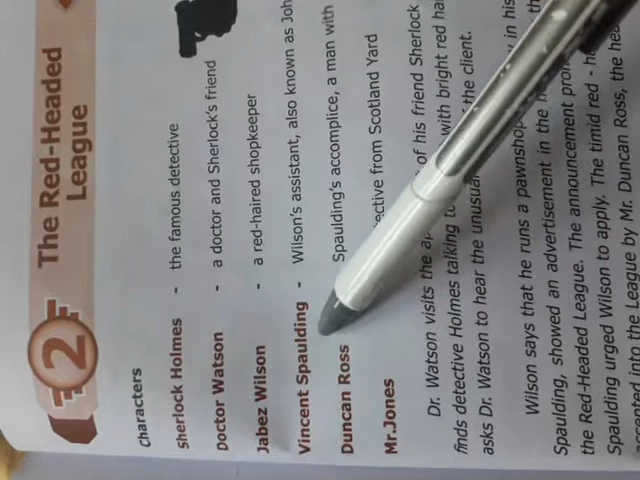 2
The Red-Headed
League
Characters
Sherlock Holmes - the famous detective
Doctor Watson - a doctor and Sherlock's friend
Jabez Wilson - a red-haired shopkeeper
Vincent Spaulding - Wilson's assistant, also known as
Duncan Ross - Spaulding's accomplice, a man with
Mr.Jones from Scotland Yard
Dr. Watson visits the of his friend Sherlock
finds detective Holmes talking with bright red
asks Dr. Watson to hear the unusual the client.
Wilson says that he runs a pawnshop in his
Spaulding, showed an advertisement in the
the Red-Headed League. The announcement
Spaulding urged Wilson to apply. The timid red -
into the League by Mr. Duncan Ross, the